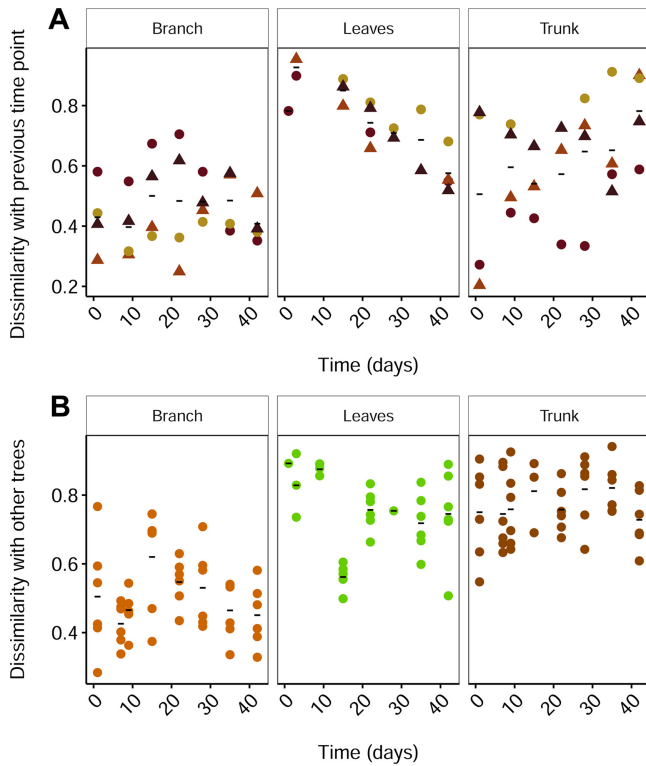 A
Branch Leaves Trunk
Dissimilarity with previous time point
0.8
0.6
0.4
0.2
0 10 20 30 40 0 10 20 30 40 0 10 20 30 40
Time (days)
B
Branch Leaves Trunk
Dissimilarity with other trees
0.8
0.6
0.4
0 10 20 30 40 0 10 20 30 40 0 10 20 30 40
Time (days)